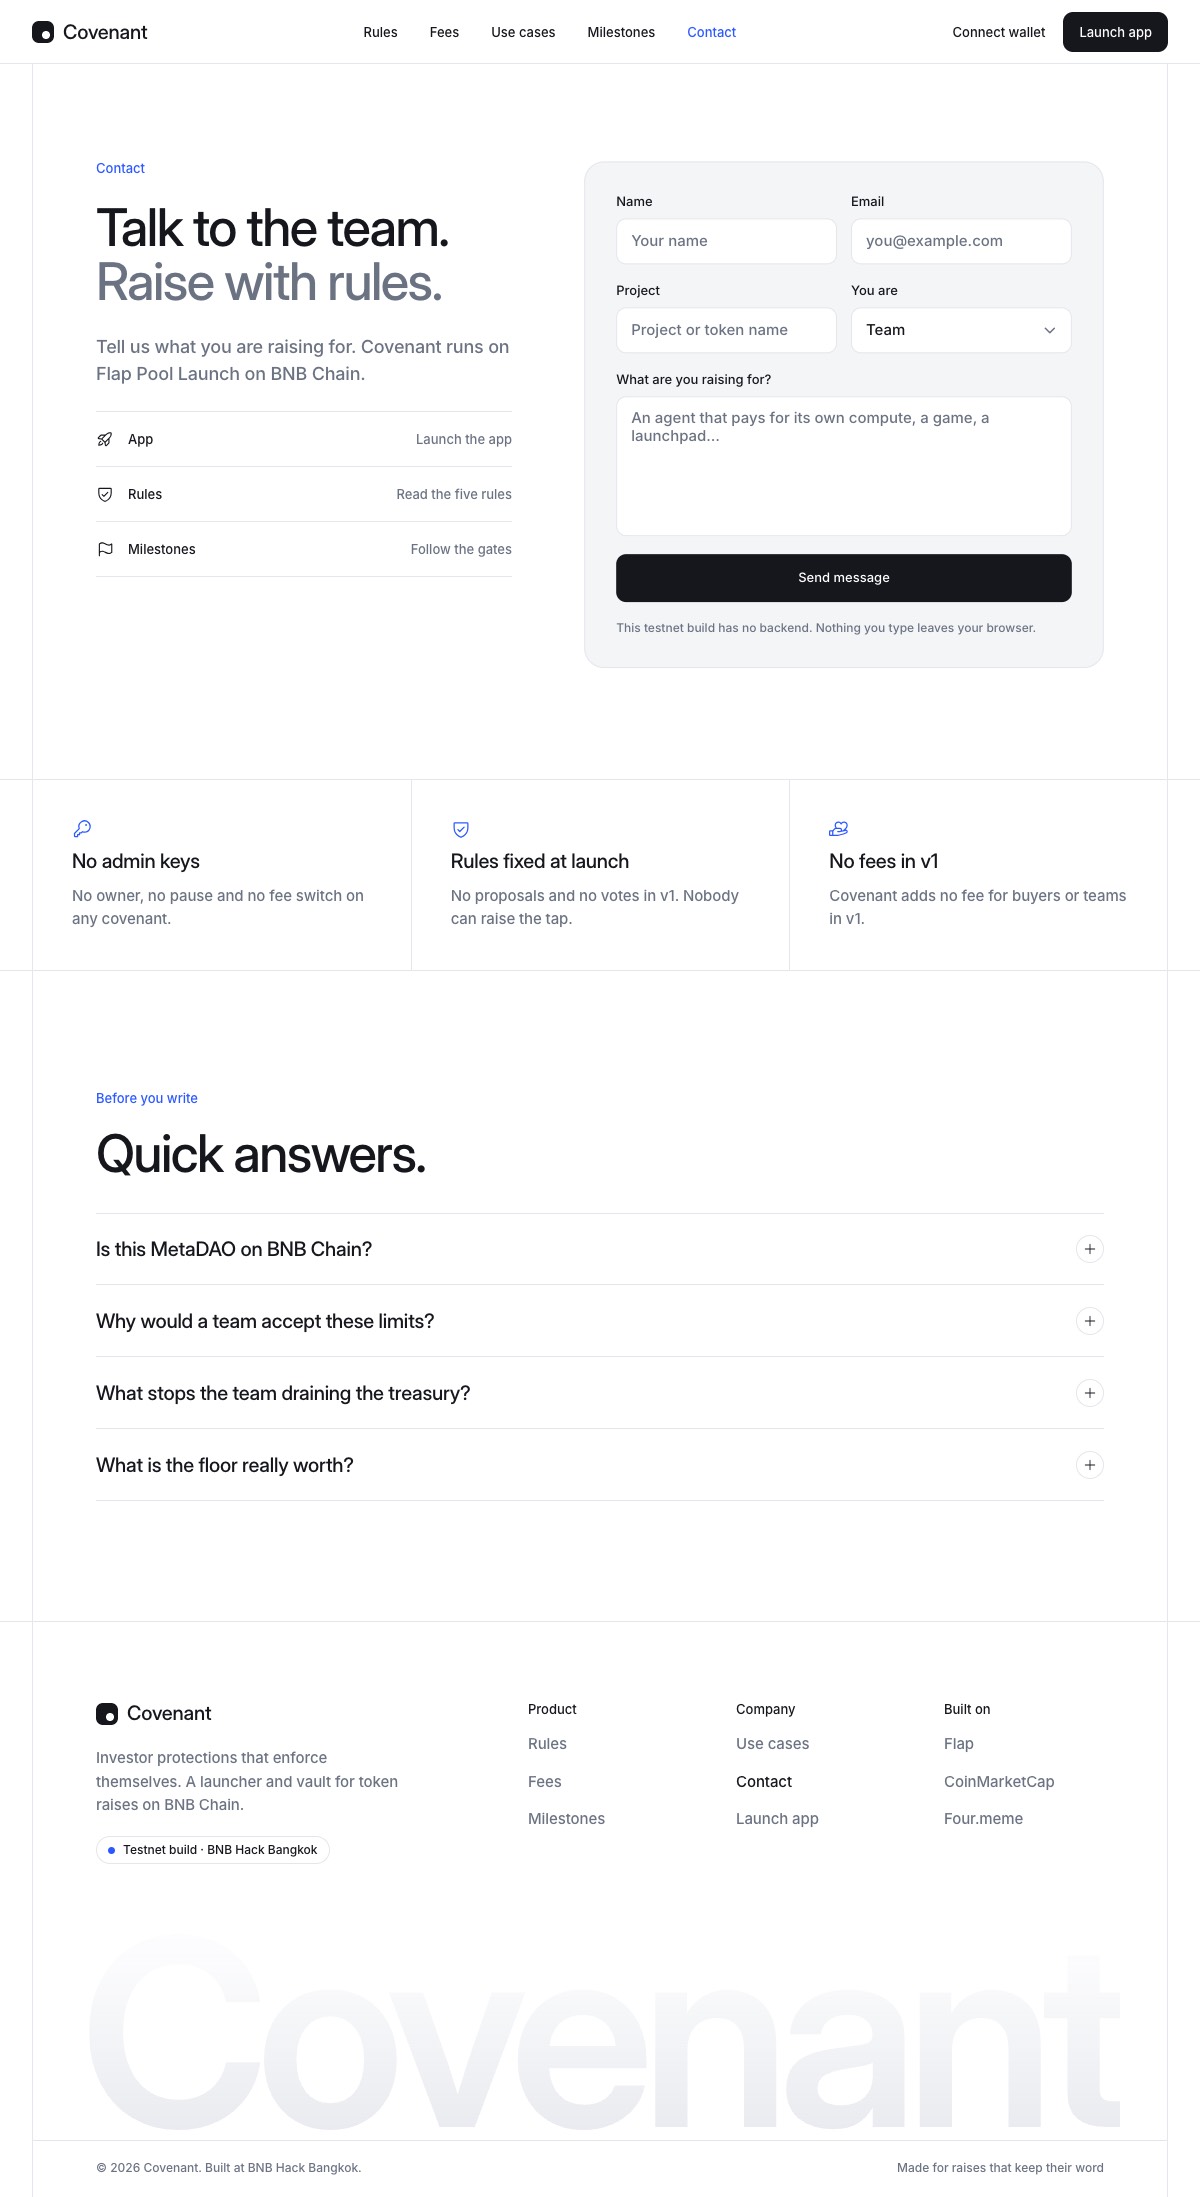 Covenant
Rules
Fees
Use cases
Milestones
Contact
Connect wallet
Launch app
Contact
Talk to the team.
Raise with rules.
Tell us what you are raising for. Covenant runs on
Flap Pool Launch on BNB Chain.
App
Launch the app
Rules
Read the five rules
Milestones
Follow the gates
Name
Email
Your name
you@example.com
Project
You are
Project or token name
Team
What are you raising for?
An agent that pays for its own compute, a game, a
launchpad...
Send message
This testnet build has no backend. Nothing you type leaves your browser.
No admin keys
No owner, no pause and no fee switch on
any covenant.
Rules fixed at launch
No proposals and no votes in v1. Nobody
can raise the tap.
No fees in v1
Covenant adds no fee for buyers or teams
in v1.
Before you write
Quick answers.
Is this MetaDAO on BNB Chain?
Why would a team accept these limits?
What stops the team draining the treasury?
What is the floor really worth?
Covenant
Investor protections that enforce
themselves. A launcher and vault for token
raises on BNB Chain.
Testnet build · BNB Hack Bangkok
Product
Rules
Fees
Milestones
Company
Use cases
Contact
Launch app
Built on
Flap
CoinMarketCap
Four.meme
Covenant
© 2026 Covenant. Built at BNB Hack Bangkok.
Made for raises that keep their word